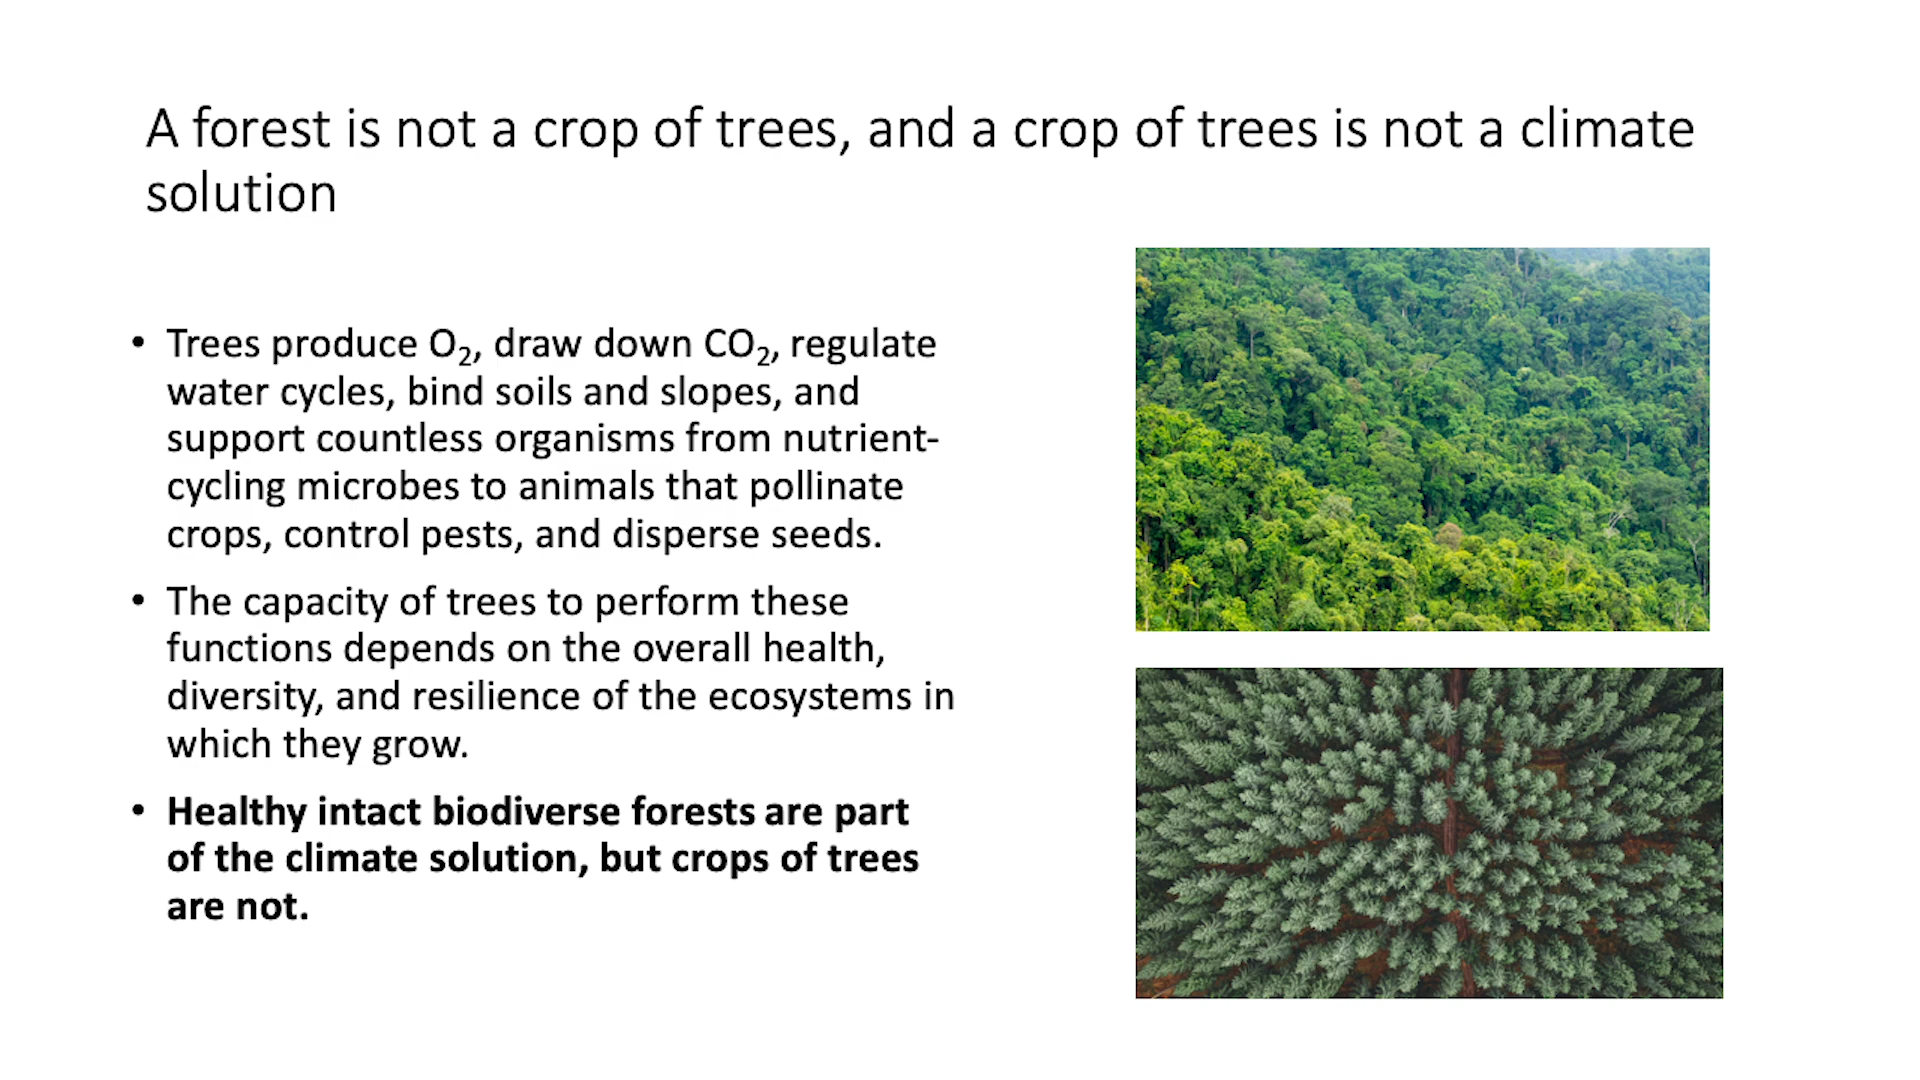 A forest is not a crop of trees, and a crop of trees is not a climate
solution
• Trees produce O₂, draw down CO₂, regulate
water cycles, bind soils and slopes, and
support countless organisms from nutrient-
cycling microbes to animals that pollinate
crops, control pests, and disperse seeds.
• The capacity of trees to perform these
functions depends on the overall health,
diversity, and resilience of the ecosystems in
which they grow.
• Healthy intact biodiverse forests are part
of the climate solution, but crops of trees
are not.